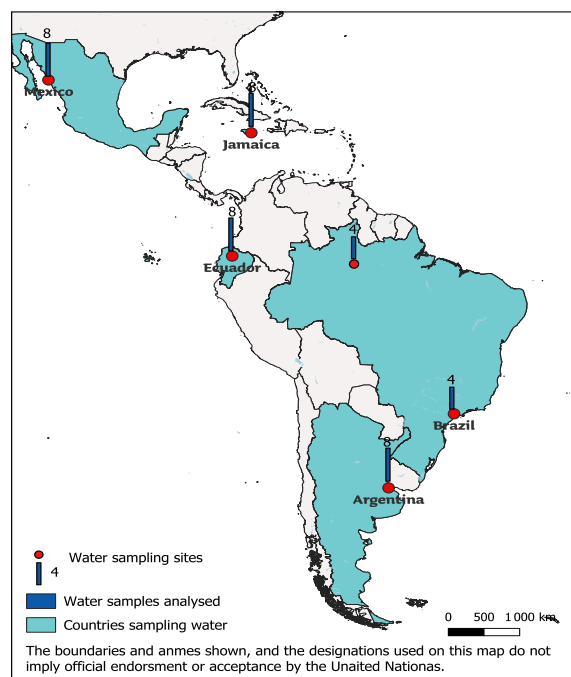 8
Mexico
8
Jamaica
8
Ecuador
4
4
Brazil
8
Argentina
Water sampling sites
4
Water samples analysed
Countries sampling water
0 500 1 000 km
The boundaries and anmes shown, and the designations used on this map do not
imply official endorsment or acceptance by the Unaited Nationas.